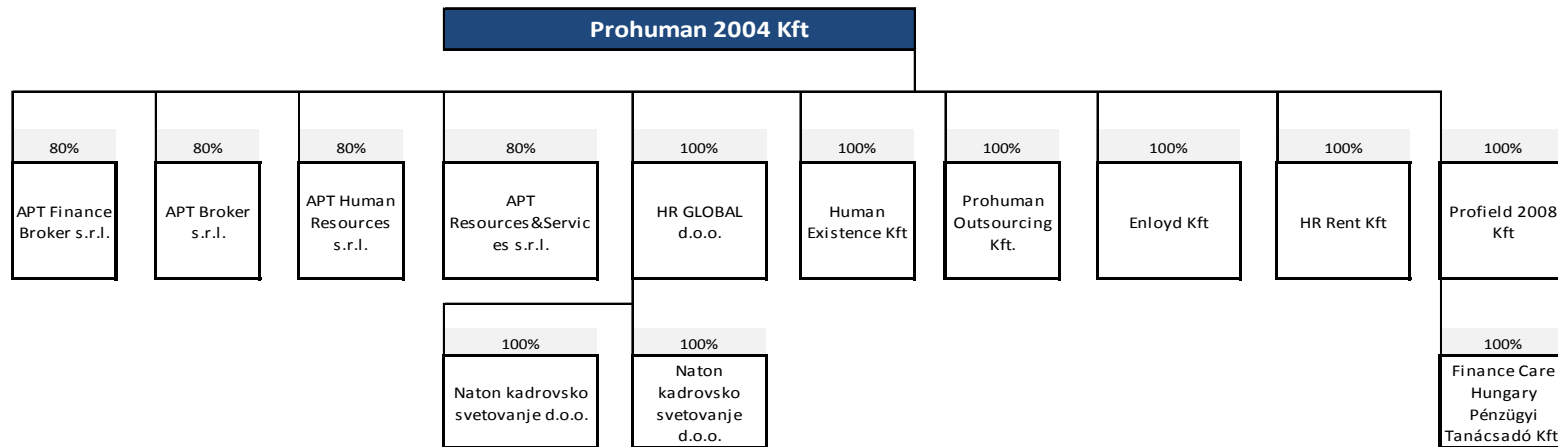 Prohuman 2004 Kft
80%
80%
80%
80%
100%
100%
100%
100%
100%
100%
APT Finance
Broker s.r.l.
APT Broker
s.r.l.
APT Human
Resources
s.r.l.
APT
Resources&Servic
es s.r.l.
HR GLOBAL
d.o.o.
Human
Existence Kft
Prohuman
Outsourcing
Kft.
Enloyd Kft
HR Rent Kft
Profield 2008
Kft
100%
100%
100%
Naton kadrovsko
svetovanje d.o.o.
Naton
kadrovsko
svetovanje
d.o.o.
Finance Care
Hungary
Pénzügyi
Tanácsadó Kft